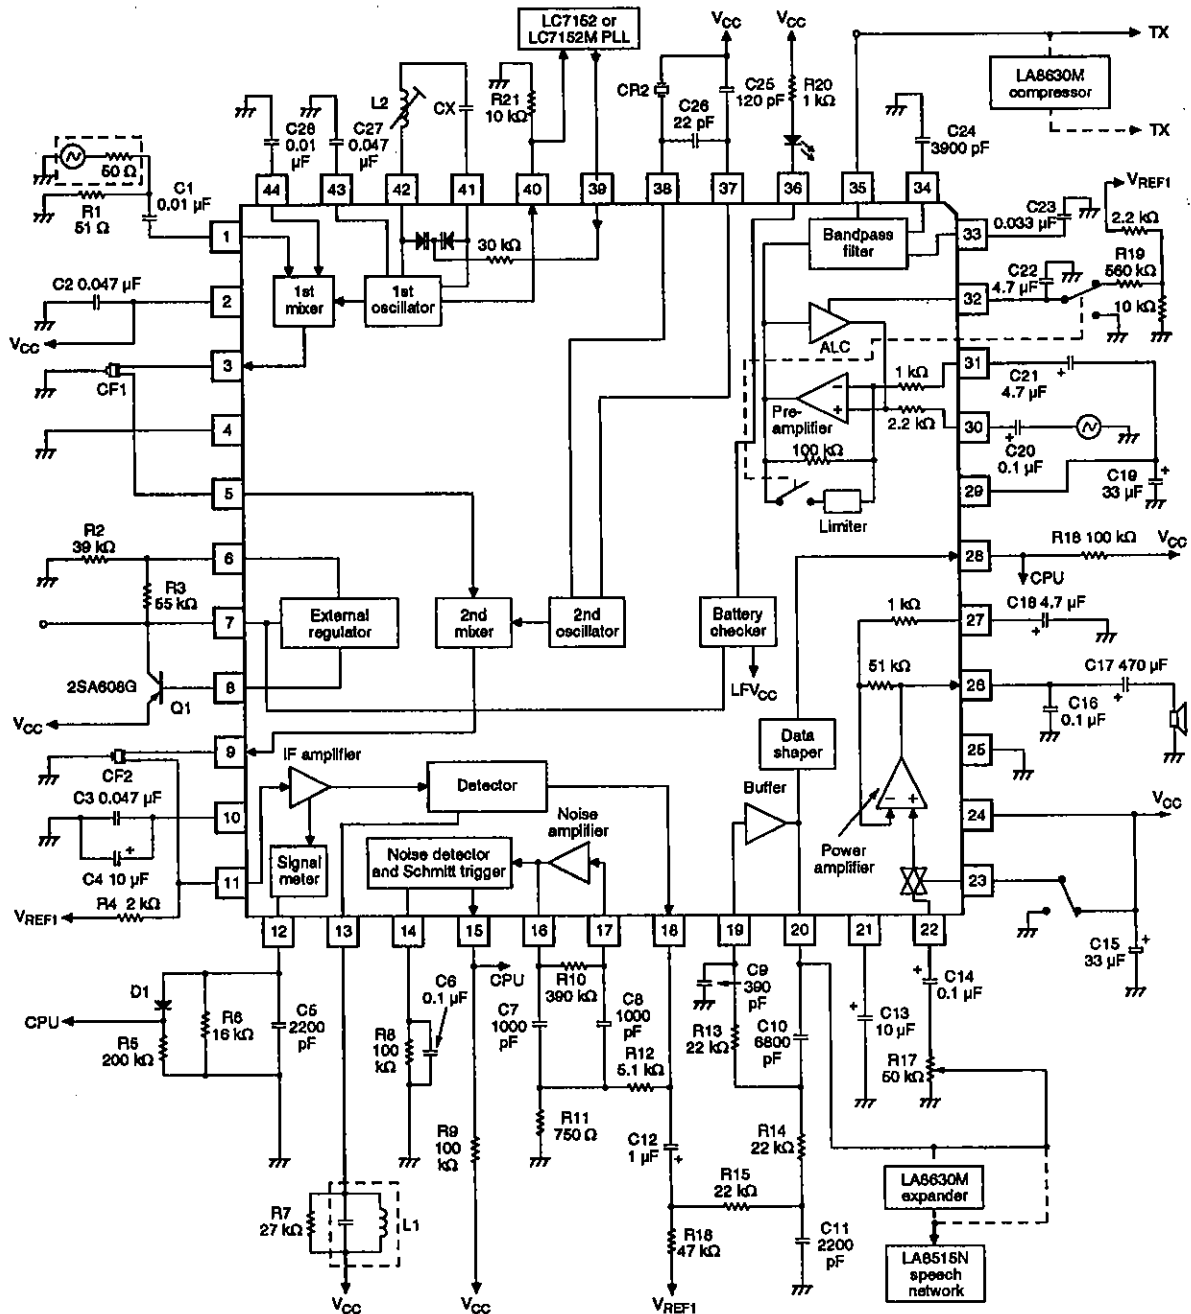 LC7152 or
LC7152M PLL
VCC
VCC
TX
LA8630M
compressor
TX
L2
CX
R21
10 kΩ
CR2
C26
22 pF
C25
120 pF
R20
1 kΩ
C28
0.01
µF
C27
0.047
µF
C24
3900 pF
50 Ω
R1
51 Ω
C1
0.01 µF
44
43
42
41
40
39
38
37
36
35
34
VREF1
C23
0.033 µF
2.2 kΩ
R19
560 kΩ
10 kΩ
C22
4.7 µF
1
2
3
4
5
6
7
8
9
10
11
33
32
31
30
29
28
27
26
25
24
23
30 kΩ
1st
mixer
1st
oscillator
Bandpass
filter
ALC
C2 0.047 µF
VCC
CF1
1 kΩ
Pre-
amplifier
2.2 kΩ
100 kΩ
Limiter
C21
4.7 µF
C20
0.1 µF
C19
33 µF
R2
39 kΩ
R3
55 kΩ
External
regulator
2nd
mixer
2nd
oscillator
Battery
checker
LFVCC
R18 100 kΩ
VCC
CPU
1 kΩ
C18 4.7 µF
51 kΩ
C17 470 µF
C16
0.1 µF
2SA608G
Q1
VCC
CF2
C3 0.047 µF
C4 10 µF
R4 2 kΩ
VREF1
IF amplifier
Detector
Data
shaper
Buffer
Noise
amplifier
Signal
meter
Noise detector
and Schmitt trigger
Power
amplifier
VCC
C15
33 µF
12
13
14
15
16
17
18
19
20
21
22
D1
CPU
R5
200 kΩ
R6
16 kΩ
C5
2200
pF
R8
100
kΩ
C6
0.1 µF
CPU
R10
390 kΩ
C7
1000
pF
C8
1000
pF
R12
5.1 kΩ
R11
750 Ω
R9
100
kΩ
C9
390
pF
R13
22 kΩ
C10
6800
pF
C13
10 µF
C14
0.1 µF
R17
50 kΩ
C12
1 µF
R14
22 kΩ
R15
22 kΩ
R18
47 kΩ
C11
2200
pF
R7
27 kΩ
L1
VCC
VCC
VREF1
LA8630M
expander
LA8515N
speech
network